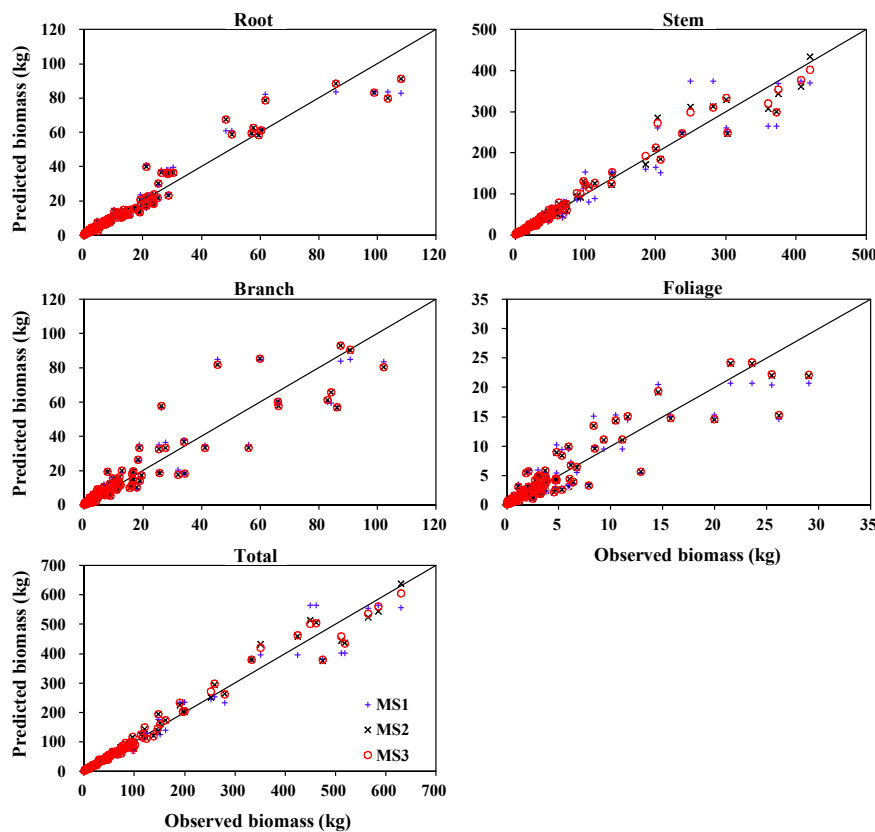 Root
Predicted biomass (kg)
120
100
80
60
40
20
0
0 20 40 60 80 100 120
Stem
500
400
300
200
100
0
0 100 200 300 400 500
Branch
Predicted biomass (kg)
120
100
80
60
40
20
0
0 20 40 60 80 100 120
Foliage
35
30
25
20
15
10
5
0
0 5 10 15 20 25 30 35
Observed biomass (kg)
Total
Predicted biomass (kg)
700
600
500
400
300
200
100
0
0 100 200 300 400 500 600 700
Observed biomass (kg)
MS1
MS2
MS3